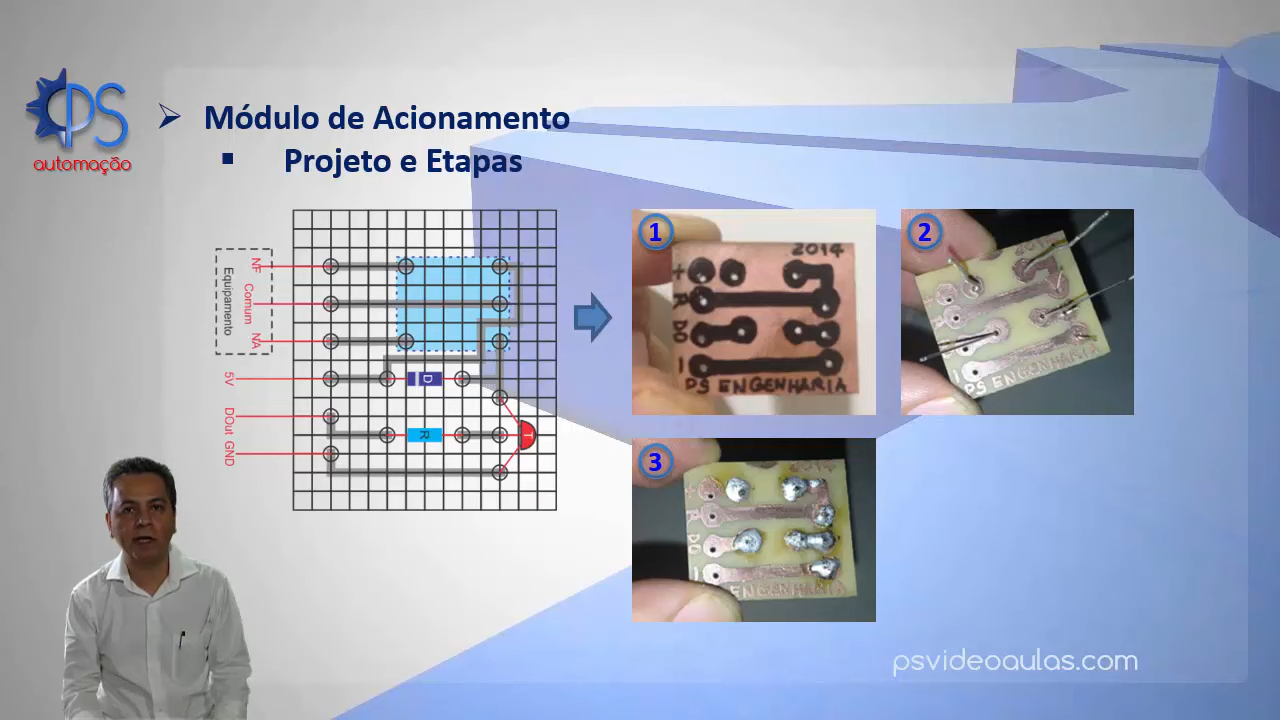 PS
automação
Módulo de Acionamento
Projeto e Etapas
Equipamento
NF
Comum
NA
5V
DOut
GND
D
R
T
1
2014
+
R
DO
I
PS ENGENHARIA
2
I
PS ENGENHARIA
3
+
R
DO
I
ENGENHARIA
psvideoaulas.com